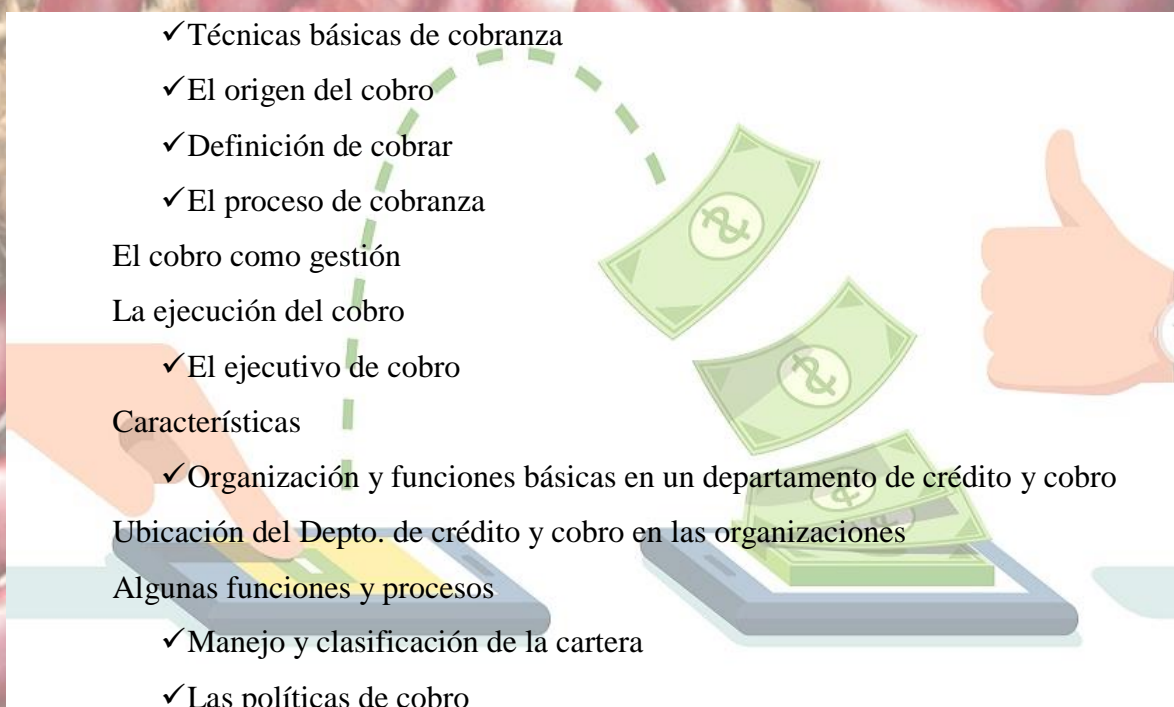 ✓Técnicas básicas de cobranza
✓El origen del cobro
✓Definición de cobrar
✓El proceso de cobranza
El cobro como gestión
La ejecución del cobro
✓El ejecutivo de cobro
Características
✓Organización y funciones básicas en un departamento de crédito y cobro
Ubicación del Depto. de crédito y cobro en las organizaciones
Algunas funciones y procesos
✓Manejo y clasificación de la cartera
✓Las políticas de cobro